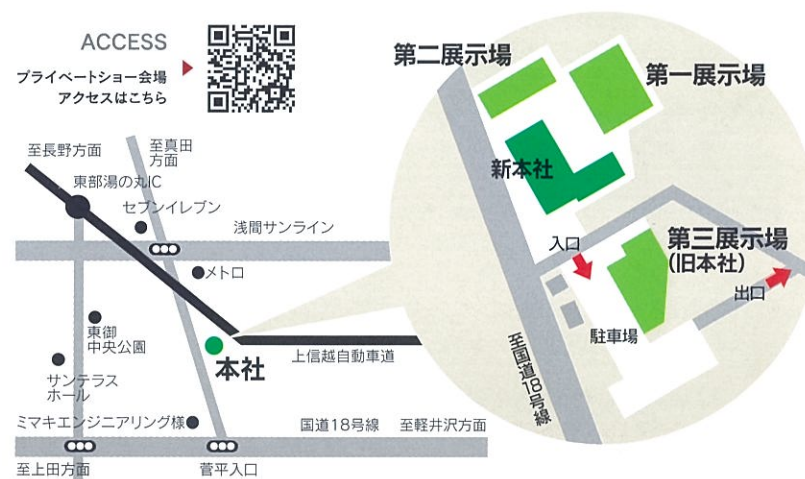 ACCESS
プライベートショー会場
アクセスはこちら
第二展示場
第一展示場
新本社
入口
第三展示場
(旧本社)
出口
駐車場
至国道18号線
至長野方面
至真田
方面
東部湯の丸IC
セブンイレブン
浅間サンライン
メトロ
東御
中央公園
本社
上信越自動車道
サンテラス
ホール
ミマキエンジニアリング様
国道18号線
至軽井沢方面
至上田方面
菅平入口